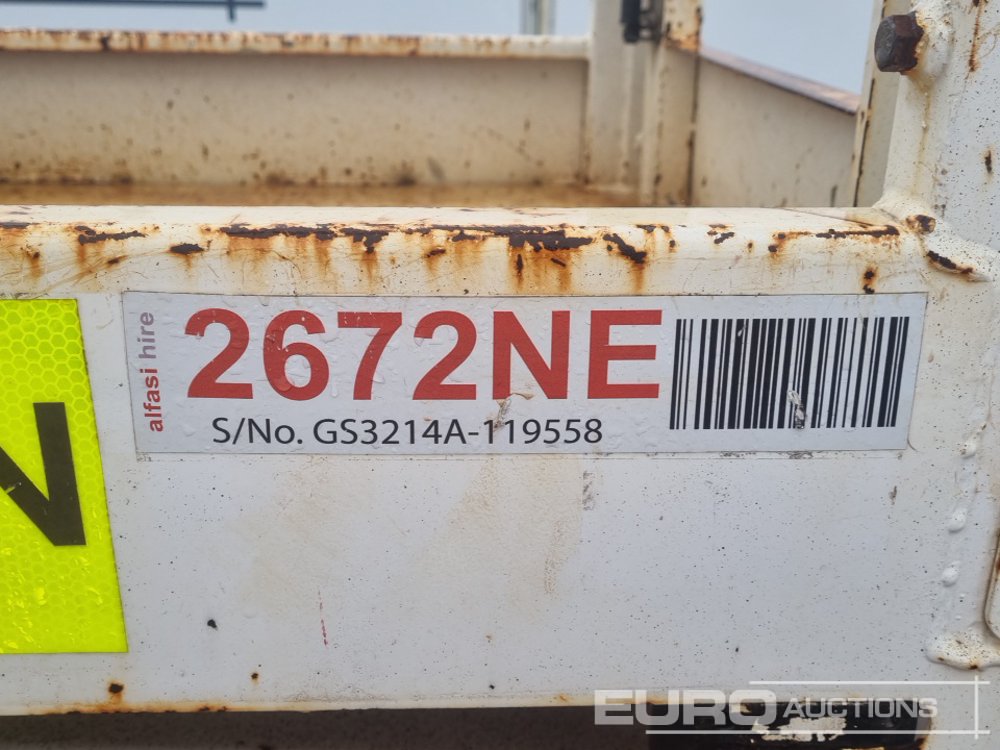 alfasi hire
2672NE
S/No. GS3214A-119558
N
EURO AUCTIONS